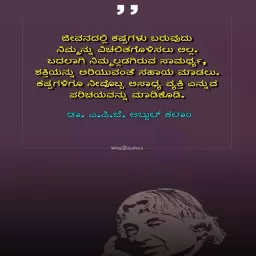 ”
ಜೀವನದಲ್ಲಿ ಕಷ್ಟಗಳು ಬರುವುದು
ನಿಮ್ಮನ್ನು ವಿಚಲಿತಗೊಳಿಸಲು ಅಲ್ಲ.
ಬದಲಾಗಿ ನಿಮ್ಮಲ್ಲಡಗಿರುವ ಸಾಮರ್ಥ್ಯ,
ಶಕ್ತಿಯನ್ನು ಅರಿಯುವಂತೆ ಸಹಾಯ ಮಾಡಲು.
ಕಷ್ಟಗಳಿಗೂ ನೀವೊಬ್ಬ ಅಸಾಧ್ಯ ವ್ಯಕ್ತಿ ಎನ್ನುವ
ಪರಿಚಯವನ್ನು ಮಾಡಿಕೊಡಿ.
ಡಾ. ಎ.ಪಿ.ಜೆ. ಅಬ್ದುಲ್ ಕಲಾಂ